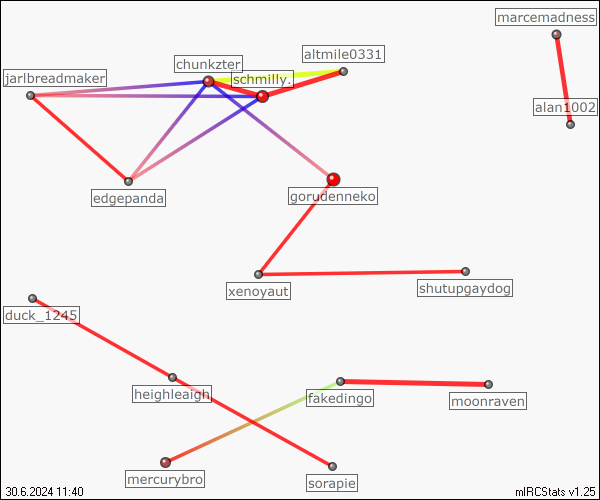 marcemadness
altmile0331
chunkzter
schmilly.
jarlbreadmaker
alan1002
edgepanda
gorudenneko
xenoyaut
shutupgaydog
duck_1245
heighleaigh
fakedingo
moonraven
mercurybro
sorapie
30.6.2024 11:40
mIRCStats v1.25